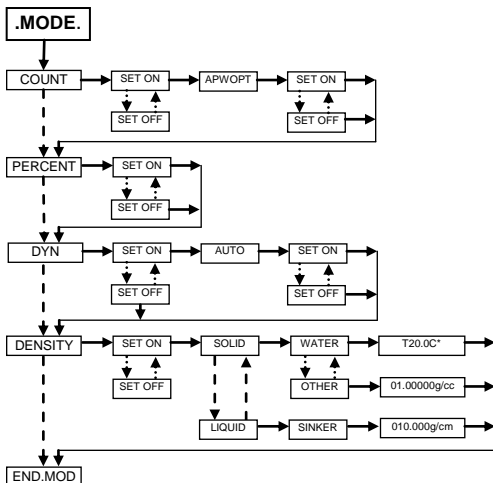 .MODE.
COUNT SET ON APWOPT SET ON
SET OFF SET OFF
PERCENT SET ON
SET OFF
DYN SET ON AUTO SET ON
SET OFF SET OFF
DENSITY SET ON SOLID WATER T20.0C*
SET OFF OTHER 01.00000g/cc
LIQUID SINKER 010.000g/cm
END.MOD